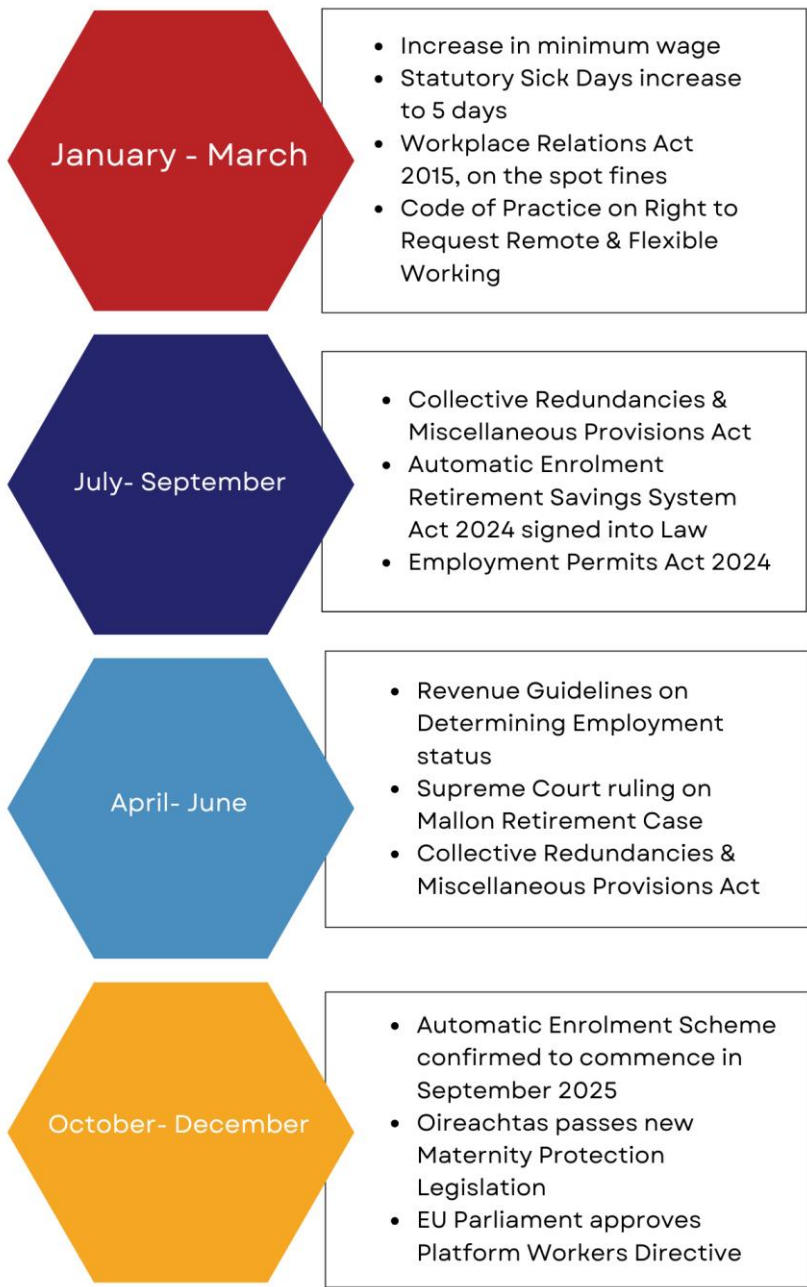 January - March
• Increase in minimum wage
• Statutory Sick Days increase
to 5 days
• Workplace Relations Act
2015, on the spot fines
• Code of Practice on Right to
Request Remote & Flexible
Working
July- September
• Collective Redundancies &
Miscellaneous Provisions Act
• Automatic Enrolment
Retirement Savings System
Act 2024 signed into Law
• Employment Permits Act 2024
April- June
• Revenue Guidelines on
Determining Employment
status
• Supreme Court ruling on
Mallon Retirement Case
• Collective Redundancies &
Miscellaneous Provisions Act
October- December
• Automatic Enrolment Scheme
confirmed to commence in
September 2025
• Oireachtas passes new
Maternity Protection
Legislation
• EU Parliament approves
Platform Workers Directive